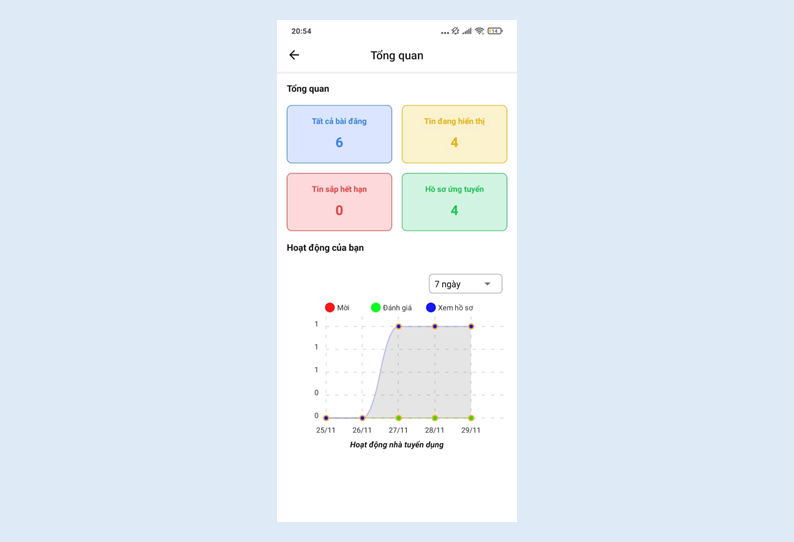 20:54
14
Tổng quan
Tổng quan
Tất cả bài đăng
6
Tin đang hiển thị
4
Tin sắp hết hạn
0
Hồ sơ ứng tuyển
4
Hoạt động của bạn
7 ngày
Mời
Đánh giá
Xem hồ sơ
1
1
1
0
0
25/11 26/11 27/11 28/11 29/11
Hoạt động nhà tuyển dụng